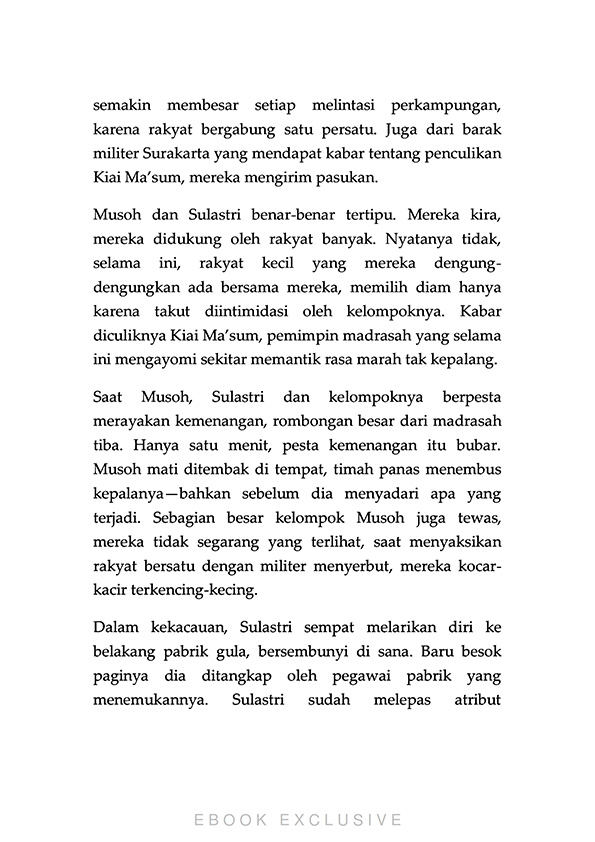 semakin membesar setiap melintasi perkampungan,
karena rakyat bergabung satu persatu. Juga dari barak
militer Surakarta yang mendapat kabar tentang penculikan
Kiai Ma’sum, mereka mengirim pasukan.
Musoh dan Sulastri benar-benar tertipu. Mereka kira,
mereka didukung oleh rakyat banyak. Nyatanya tidak,
selama ini, rakyat kecil yang mereka dengung-
dengungkan ada bersama mereka, memilih diam hanya
karena takut diintimidasi oleh kelompoknya. Kabar
diculiknya Kiai Ma’sum, pemimpin madrasah yang selama
ini mengayomi sekitar memantik rasa marah tak kepalang.
Saat Musoh, Sulastri dan kelompoknya berpesta
merayakan kemenangan, rombongan besar dari madrasah
tiba. Hanya satu menit, pesta kemenangan itu bubar.
Musoh mati ditembak di tempat, timah panas menembus
kepalanya—bahkan sebelum dia menyadari apa yang
terjadi. Sebagian besar kelompok Musoh juga tewas,
mereka tidak segarang yang terlihat, saat menyaksikan
rakyat bersatu dengan militer menyerbut, mereka kocar-
kacir terkencing-kecing.
Dalam kekacauan, Sulastri sempat melarikan diri ke
belakang pabrik gula, bersembunyi di sana. Baru besok
paginya dia ditangkap oleh pegawai pabrik yang
menemukannya. Sulastri sudah melepas atribut
EBOOK EXCLUSIVE